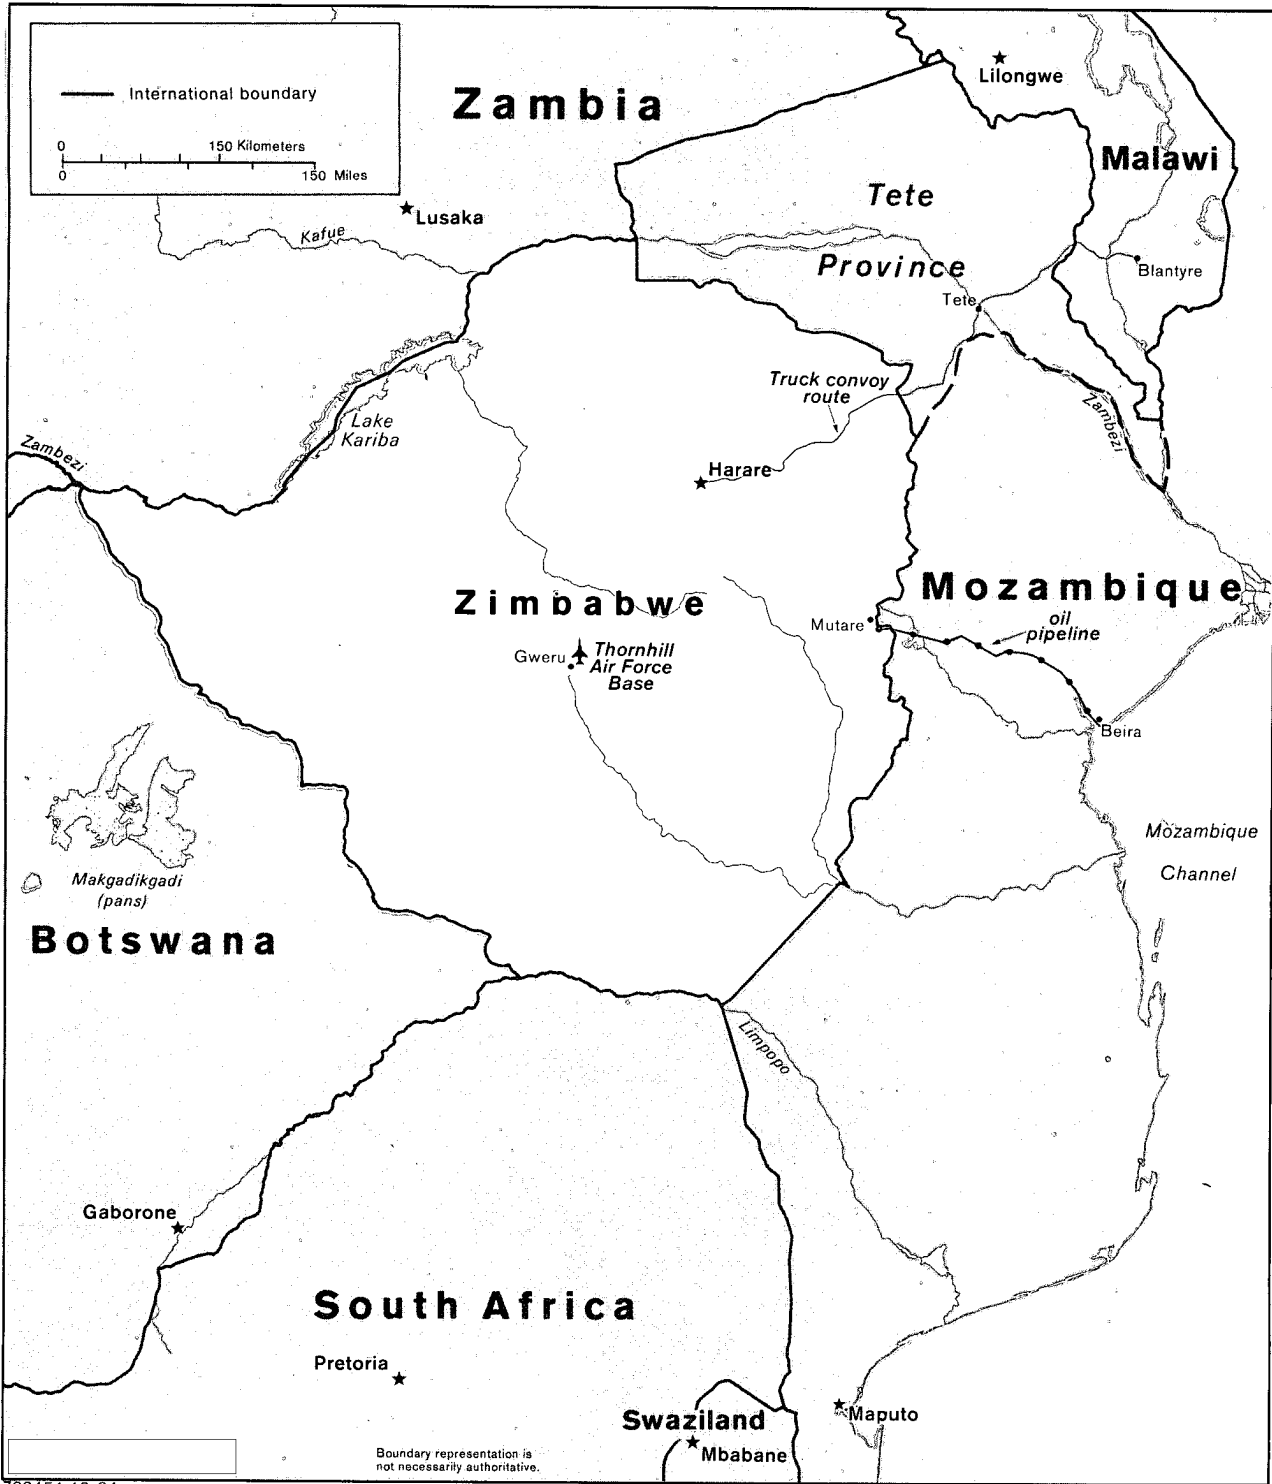 International boundary
0 150 Kilometers
0 150 Miles
Zambia
Lilongwe
Malawi
Lusaka
Kafue
Tete
Province
Blantyre
Tete
Truck convoy
route
Lake
Kariba
Zambezi
Zambezi
Harare
Zimbabwe
Mozambique
Mutare
oil
pipeline
Gweru
Thornhill
Air Force
Base
Beira
Mozambique
Channel
Makgadikgadi
(pans)
Botswana
Limpopo
Gaborone
South Africa
Pretoria
Swaziland
Mbabane
Maputo
Boundary representation is
not necessarily authoritative.